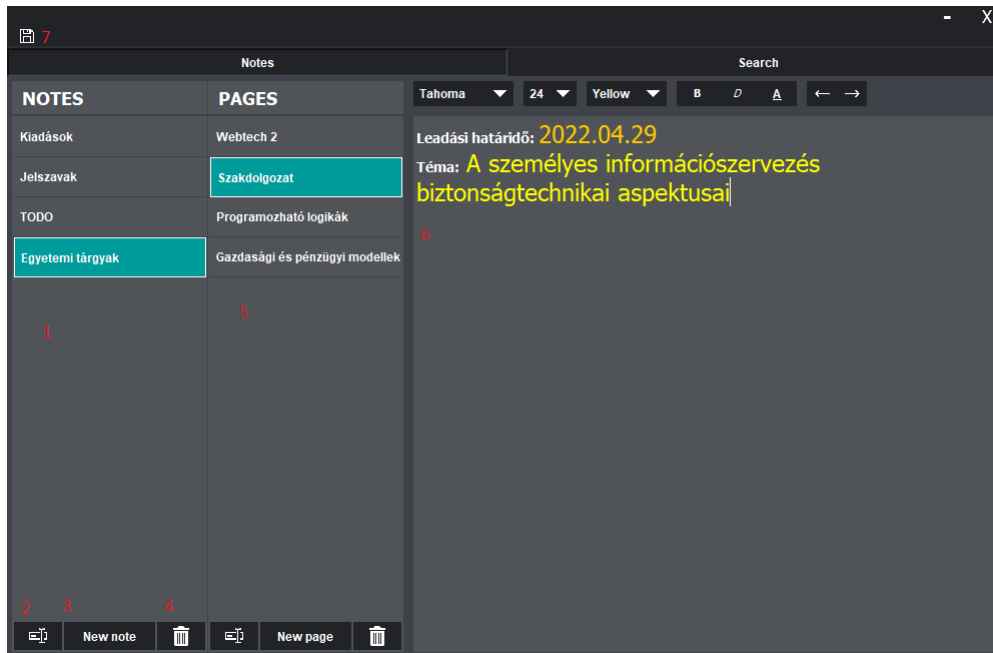 - X
7
Notes Search
NOTES PAGES Tahoma 24 Yellow B D A ← →
Kiadások Webtech 2 Leadási határidő: 2022.04.29
Jelszavak Szakdolgozat Téma: A személyes információszervezés
biztonságtechnikai aspektusai
TODO Programozható logikák
6
Egyetemi tárgyak Gazdasági és pénzügyi modellek
1 5
2 3 4
New note New page